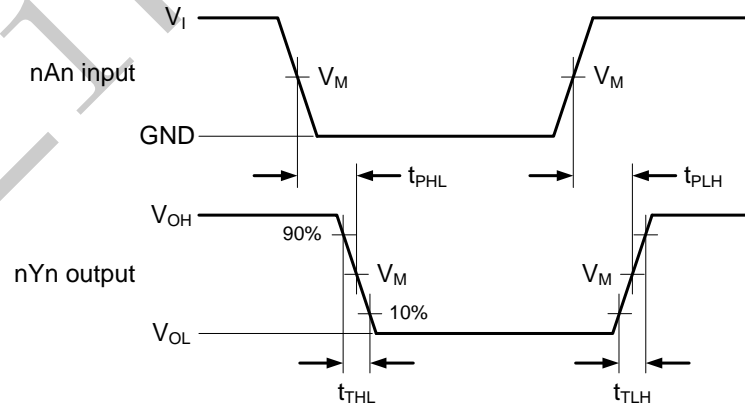 V_I
nAn input
V_M
V_M
GND
t_PHL
t_PLH
V_OH
90%
nYn output
V_M
V_M
10%
V_OL
t_THL
t_TLH